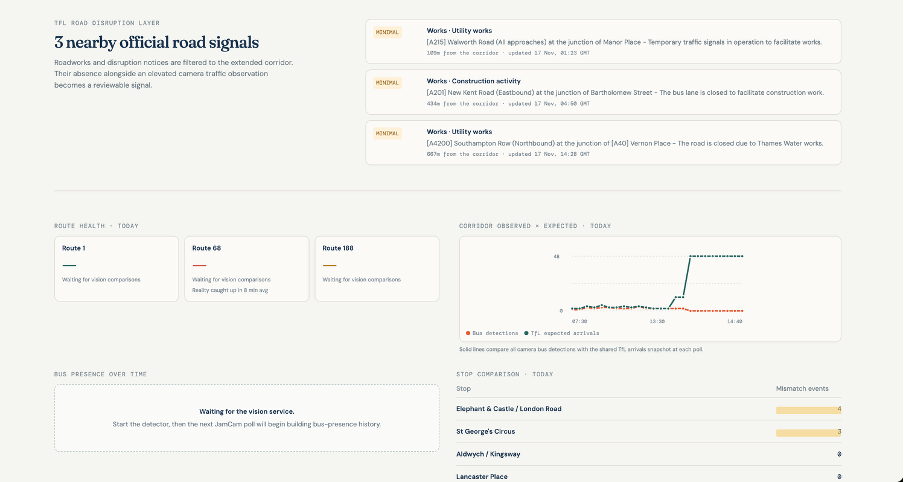 TFL ROAD DISRUPTION LAYER
3 nearby official road signals
Roadworks and disruption notices are filtered to the extended corridor.
Their absence alongside an elevated camera traffic observation
becomes a reviewable signal.
MINIMAL
Works · Utility works
[A215] Walworth Road (All approaches) at the junction of Manor Place - Temporary traffic signals in operation to facilitate works.
109m from the corridor · updated 17 Nov, 01:23 GMT
MINIMAL
Works · Construction activity
[A201] New Kent Road (Eastbound) at the junction of Bartholomew Street - The bus lane is closed to facilitate construction work.
434m from the corridor · updated 17 Nov, 04:50 GMT
MINIMAL
Works · Utility works
[A4200] Southampton Row (Northbound) at the junction of [A40] Vernon Place - The road is closed due to Thames Water works.
667m from the corridor · updated 17 Nov, 14:38 GMT
ROUTE HEALTH · TODAY
Route 1
—
Waiting for vision comparisons
Route 68
—
Waiting for vision comparisons
Reality caught up in 6 min avg
Route 188
—
Waiting for vision comparisons
CORRIDOR OBSERVED × EXPECTED · TODAY
48
0
07:30
13:30
14:40
Bus detections
TfL expected arrivals
Solid lines compare all camera bus detections with the shared TfL arrivals snapshot at each poll.
BUS PRESENCE OVER TIME
Waiting for the vision service.
Start the detector, then the next JamCam poll will begin building bus-presence history.
STOP COMPARISON · TODAY
Stop Mismatch events
Elephant & Castle / London Road 4
St George's Circus 3
Aldwych / Kingsway 0
Lancaster Place 0